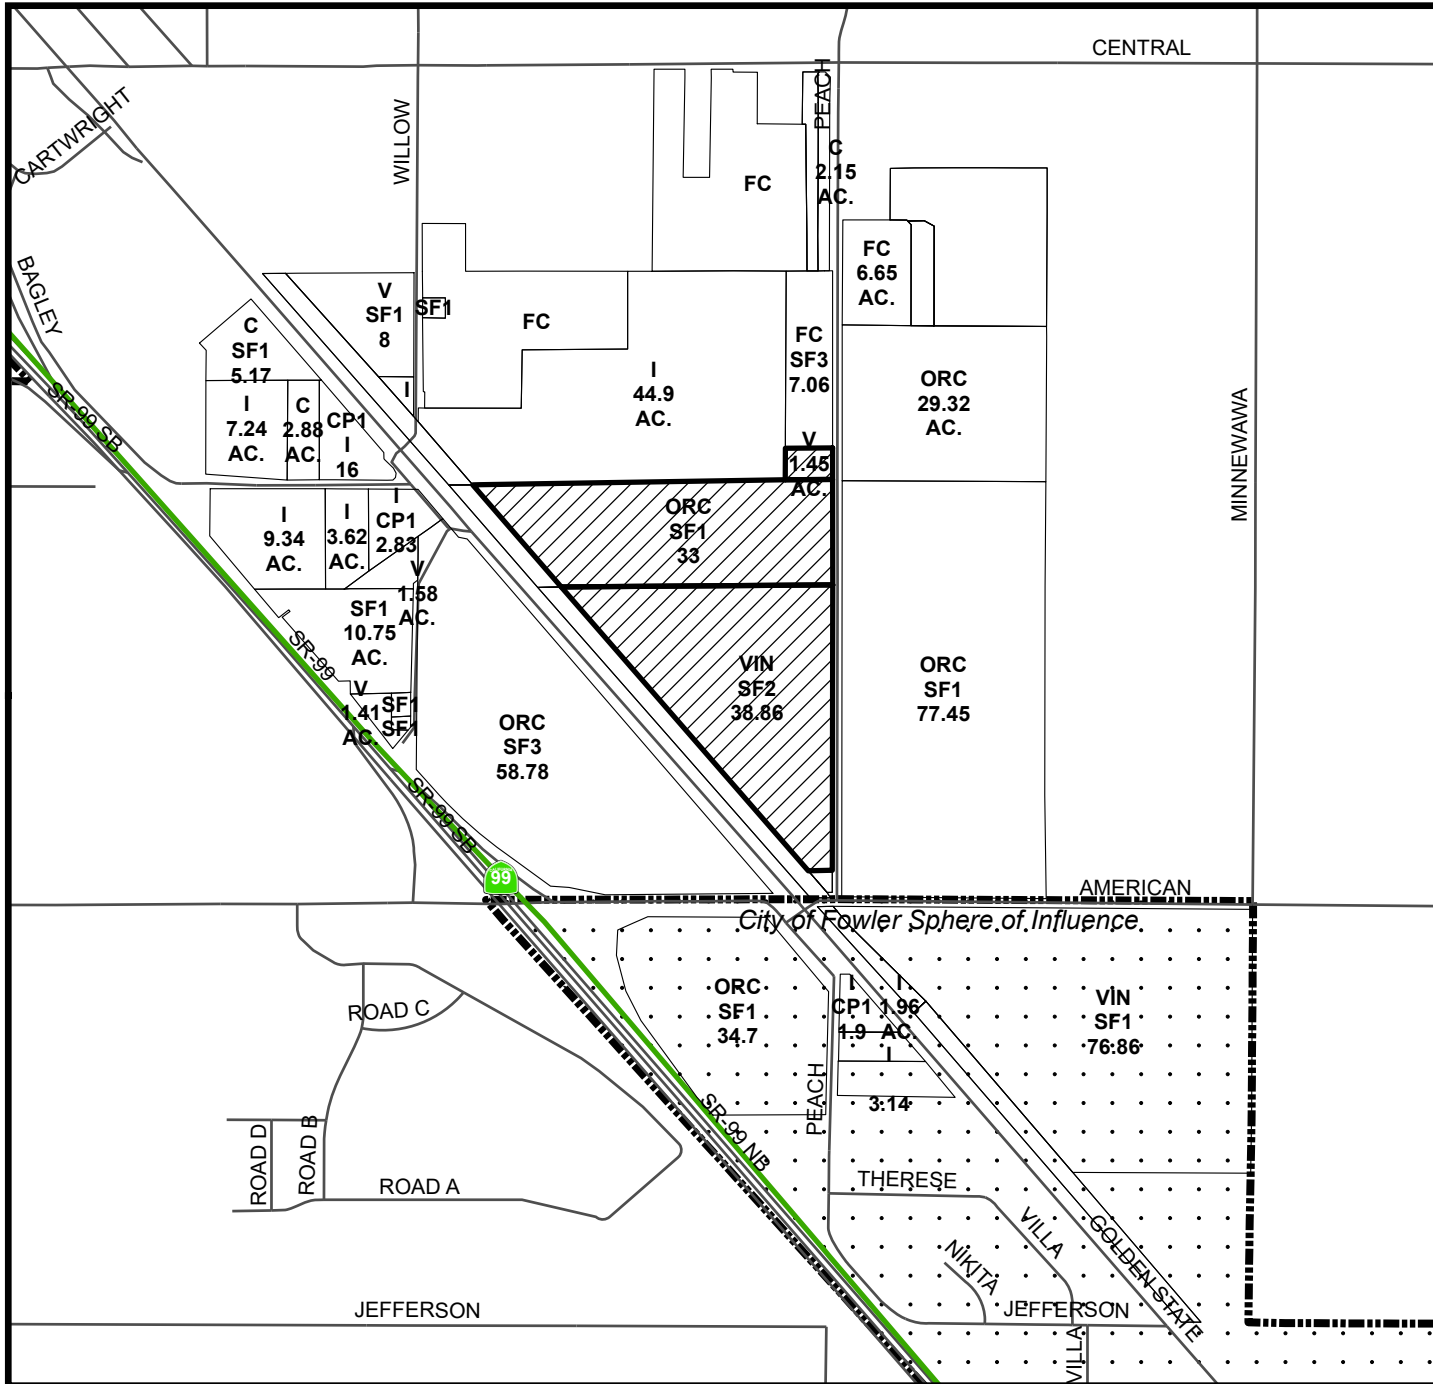 CENTRAL
PEACH
CARTWRIGHT
WILLOW
C
2.15
AC.
FC
BAGLEY
FC
6.65
AC.
V
SF1
8
SF1
FC
C
SF1
5.17
FC
SF3
7.06
I
44.9
AC.
ORC
29.32
AC.
MINNEWAWA
I
SR-99 SB
I
7.24
AC.
C
2.88
AC.
CP1
I
16
V
1.45
AC.
ORC
SF1
33
I
9.34
AC.
I
3.62
AC.
I
CP1
2.83
V
1.58
AC.
SF1
10.75
AC.
SR-99
VIN
SF2
38.86
ORC
SF1
77.45
V
1.41
AC.
SF1
SF1
ORC
SF3
58.78
SR-99 SB
99
AMERICAN
City of Fowler Sphere of Influence
ORC
SF1
34.7
I
CP1
1.9
I
1.96
AC.
I
VIN
SF1
76.86
ROAD C
3.14
PEACH
SR-99 NB
ROAD D
ROAD B
ROAD A
THERESE
VILLA
NIKITA
GOLDEN STATE
JEFFERSON
JEFFERSON
VILLA